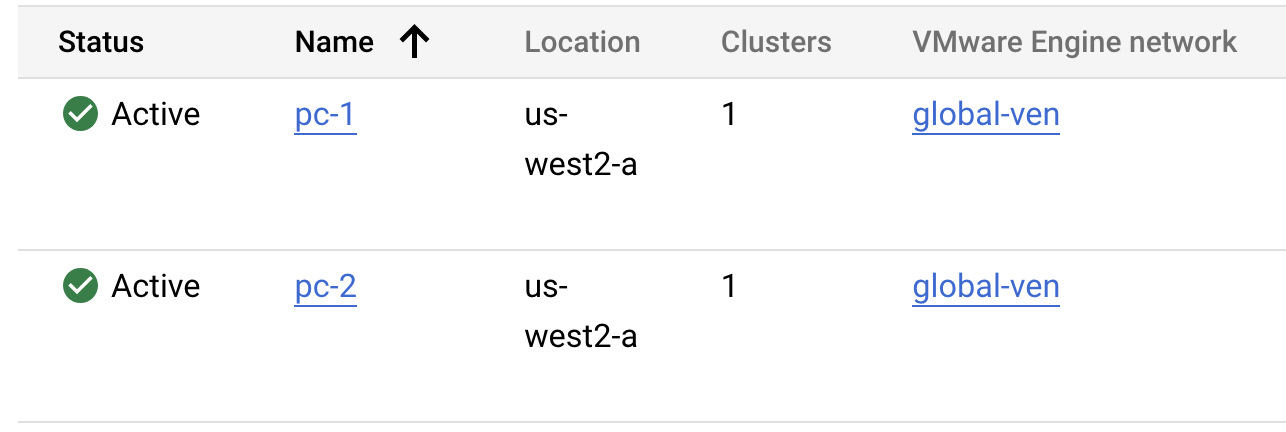 Status Name Location Clusters VMware Engine network
Active pc-1 us- 1 global-ven
west2-a
Active pc-2 us- 1 global-ven
west2-a